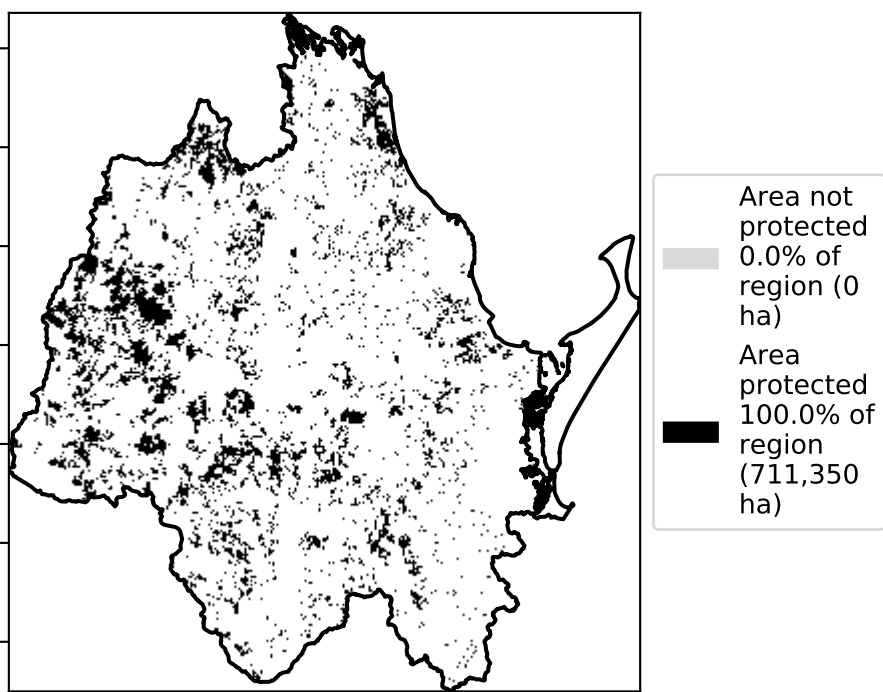 Area not
protected
0.0% of
region (0
ha)
Area
protected
100.0% of
region
(711,350
ha)